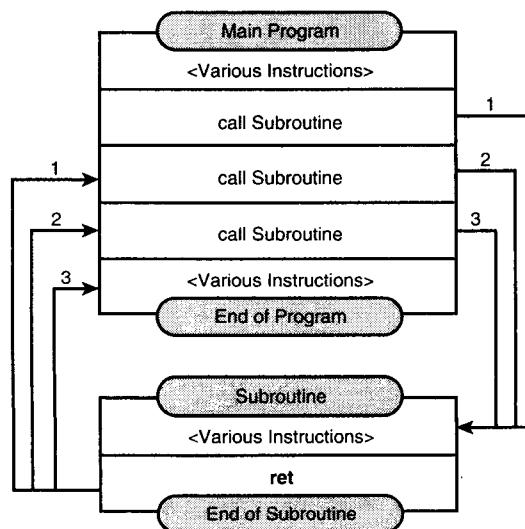 Main Program
<Various Instructions>
1
call Subroutine
1
2
call Subroutine
2
3
call Subroutine
3
<Various Instructions>
End of Program
Subroutine
<Various Instructions>
ret
End of Subroutine